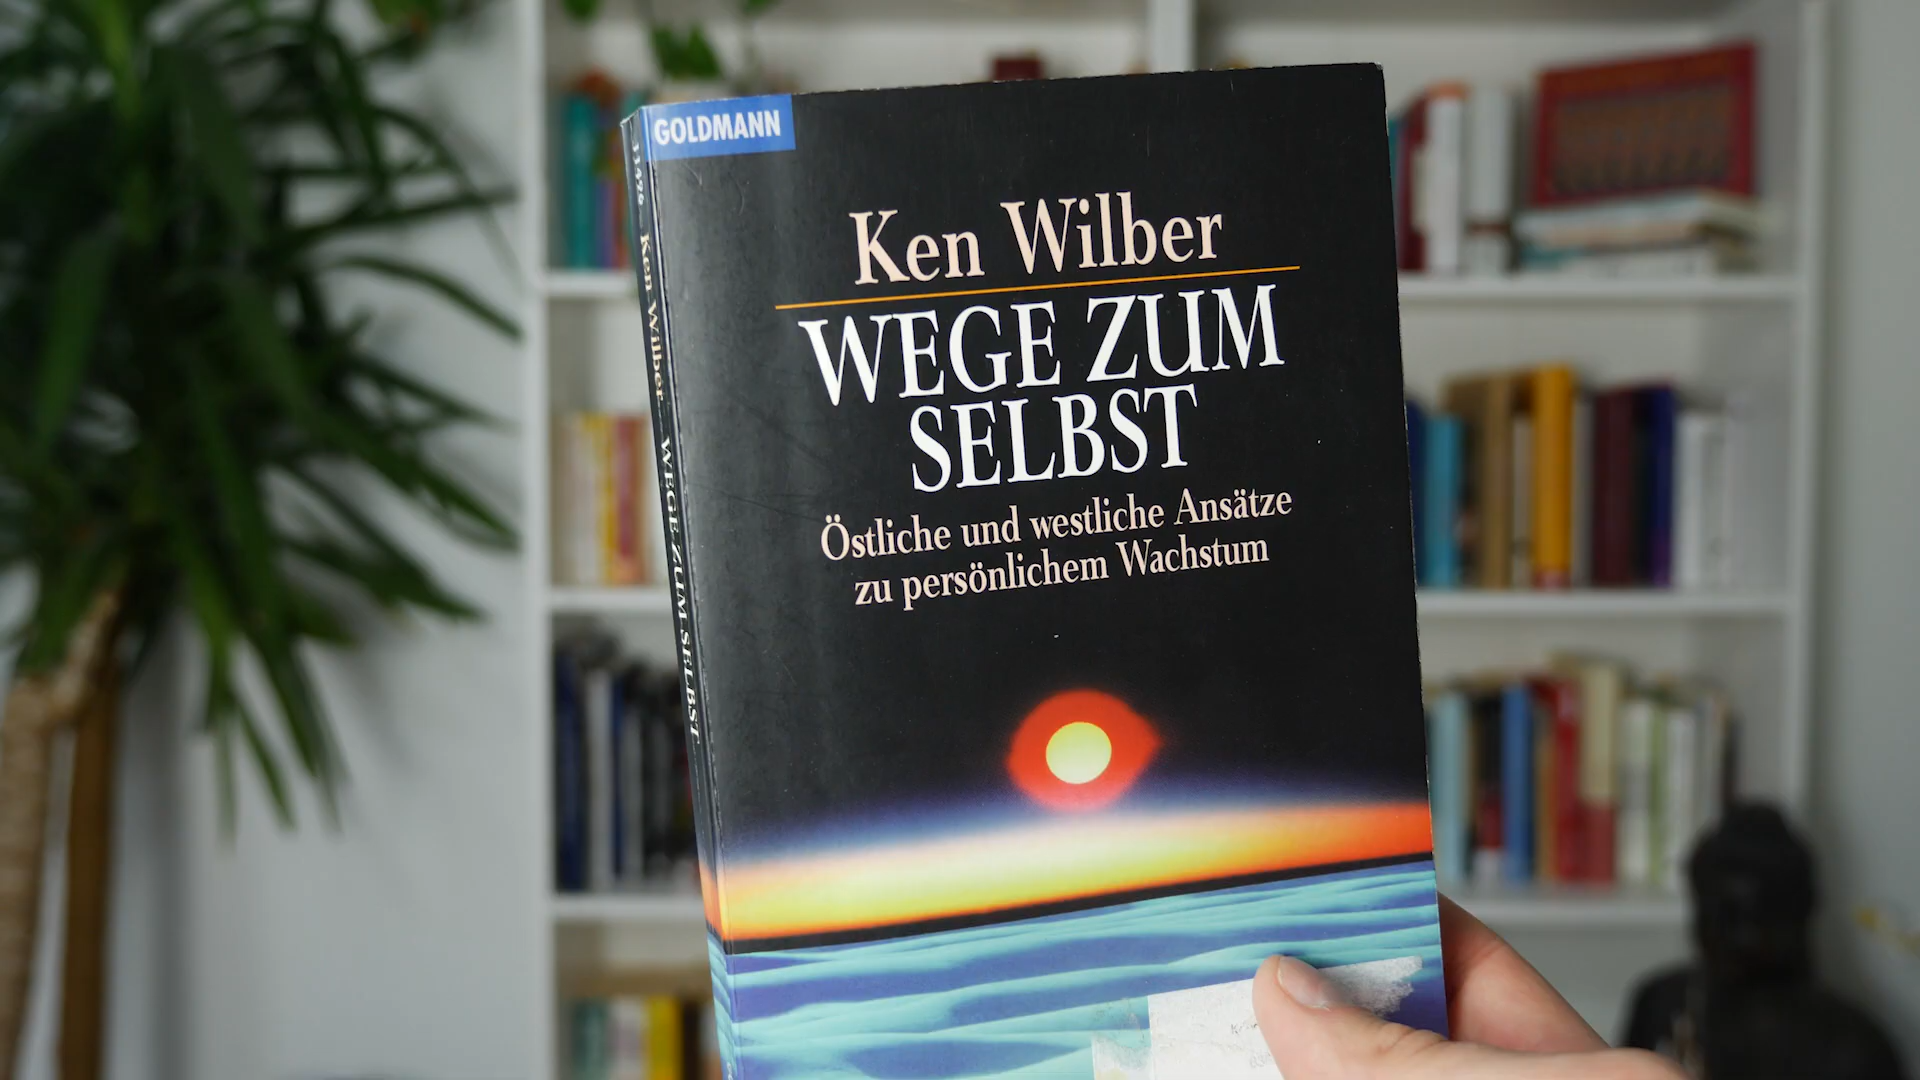 GOLDMANN
Ken Wilber
WEGE ZUM
SELBST
Östliche und westliche Ansätze
zu persönlichem Wachstum
Ken Wilber WEGE ZUM SELBST